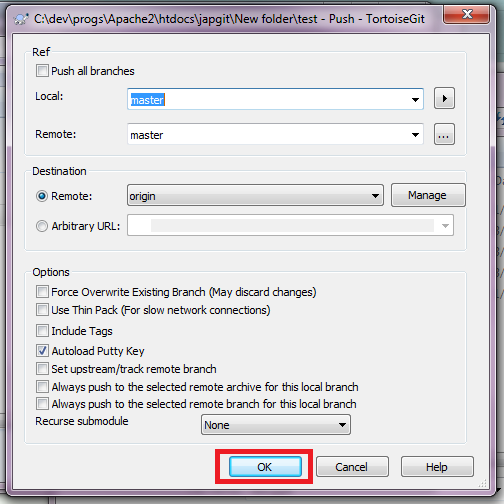 C:\dev\progs\Apache2\htdocs\japgit\New folder\test - Push - TortoiseGit
Ref
Push all branches
Local: master
Remote: master
...
Destination
Remote: origin Manage
Arbitrary URL:
Options
Force Overwrite Existing Branch (May discard changes)
Use Thin Pack (For slow network connections)
Include Tags
Autoload Putty Key
Set upstream/track remote branch
Always push to the selected remote archive for this local branch
Always push to the selected remote branch for this local branch
Recurse submodule None
OK Cancel Help